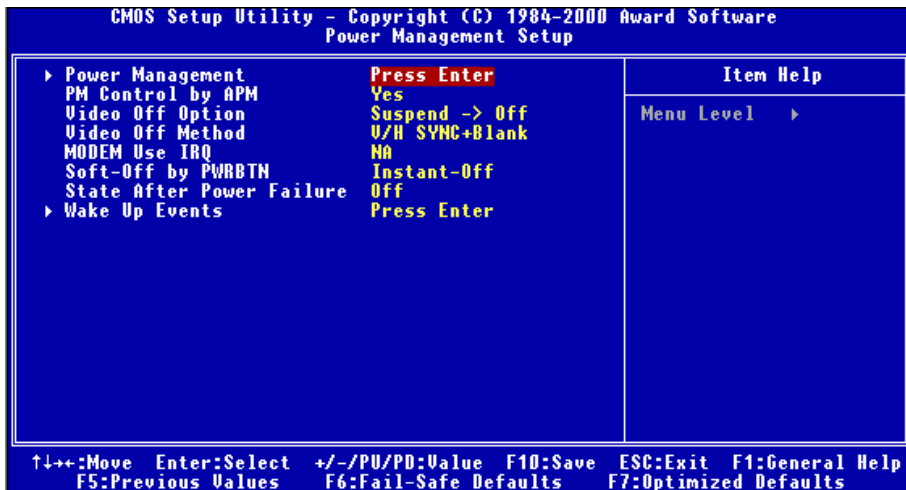 CMOS Setup Utility - Copyright (C) 1984-2000 Award Software
Power Management Setup
▸ Power Management Press Enter
PM Control by APM Yes
Video Off Option Suspend -> Off
Video Off Method V/H SYNC+Blank
MODEM Use IRQ NA
Soft-Off by PWRBTN Instant-Off
State After Power Failure Off
▸ Wake Up Events Press Enter
Item Help
Menu Level ▸
↑↓→←:Move Enter:Select +/-/PU/PD:Value F10:Save ESC:Exit F1:General Help
F5:Previous Values F6:Fail-Safe Defaults F7:Optimized Defaults